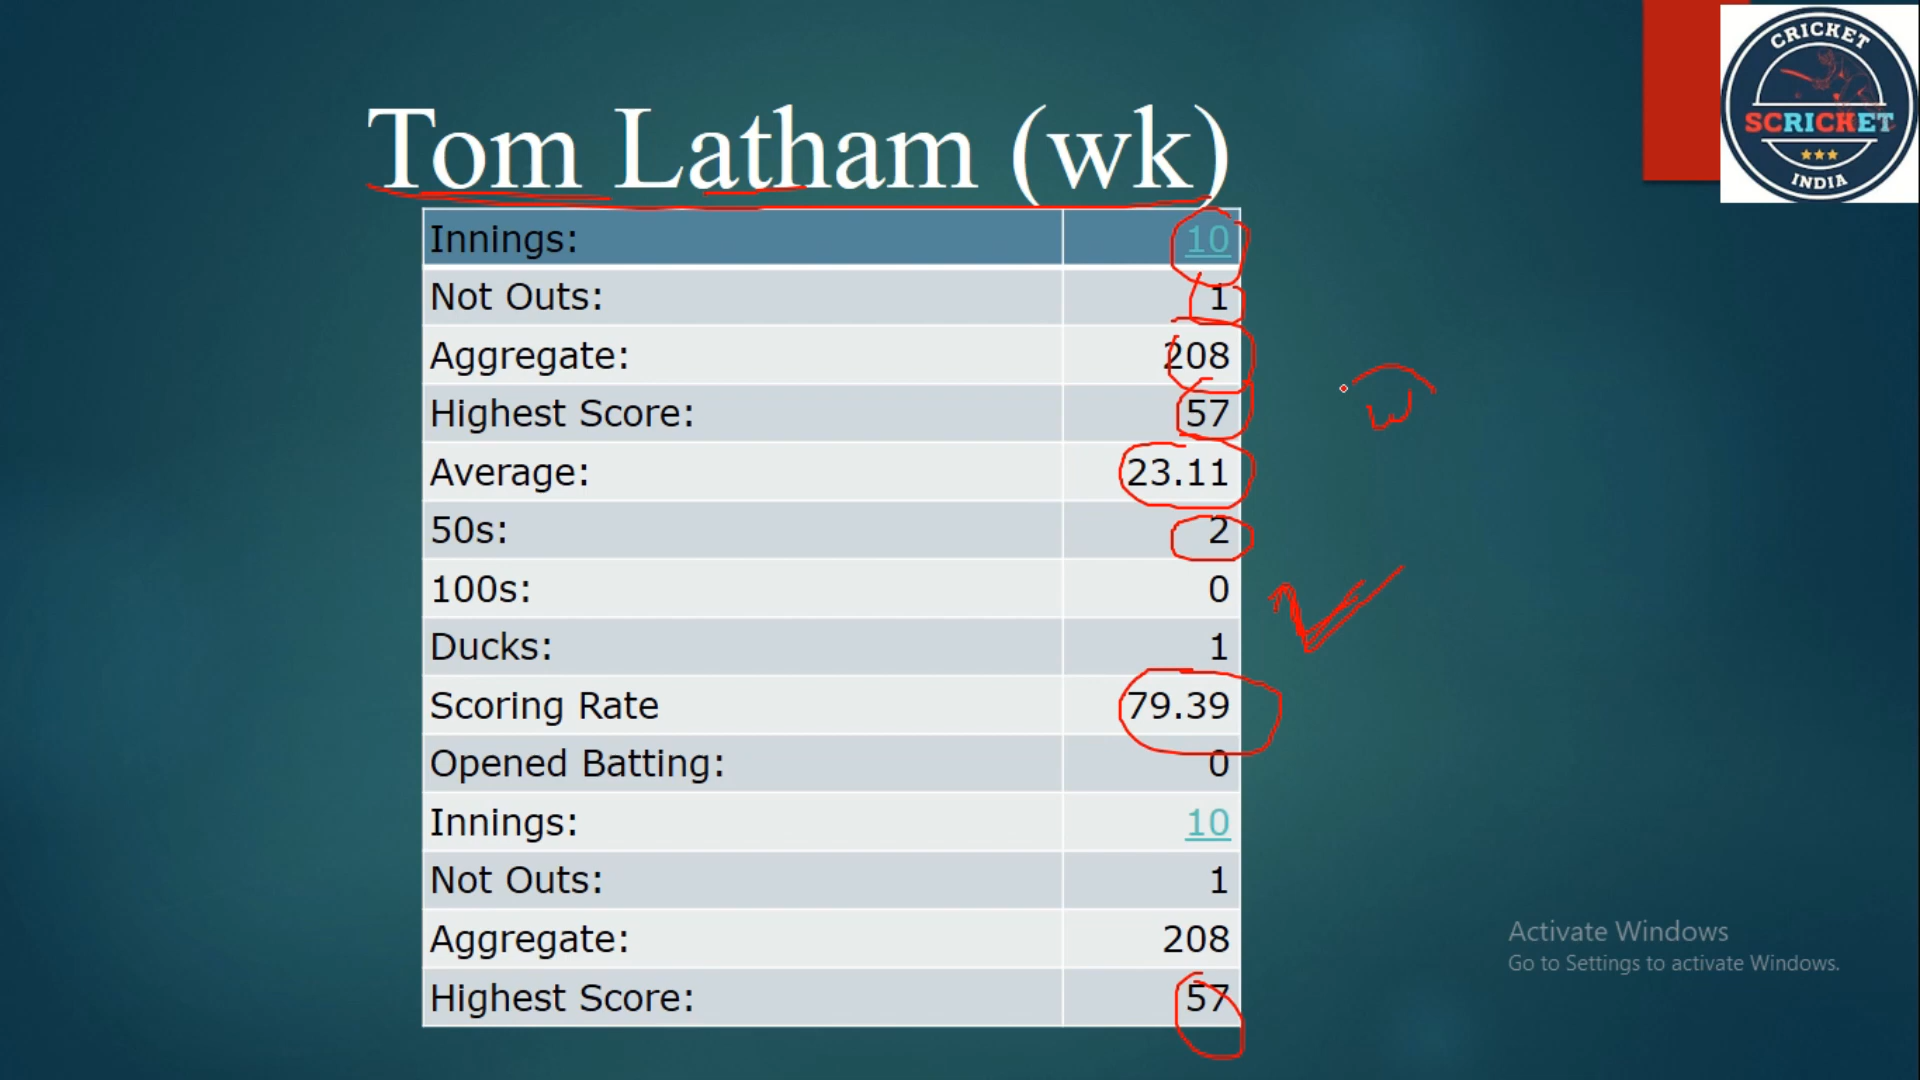 CRICKET
SCRICKET
INDIA
Tom Latham (wk)
Innings: 10
Not Outs: 1
Aggregate: 208
Highest Score: 57
Average: 23.11
50s: 2
100s: 0
Ducks: 1
Scoring Rate 79.39
Opened Batting: 0
Innings: 10
Not Outs: 1
Aggregate: 208
Highest Score: 57
Activate Windows
Go to Settings to activate Windows.